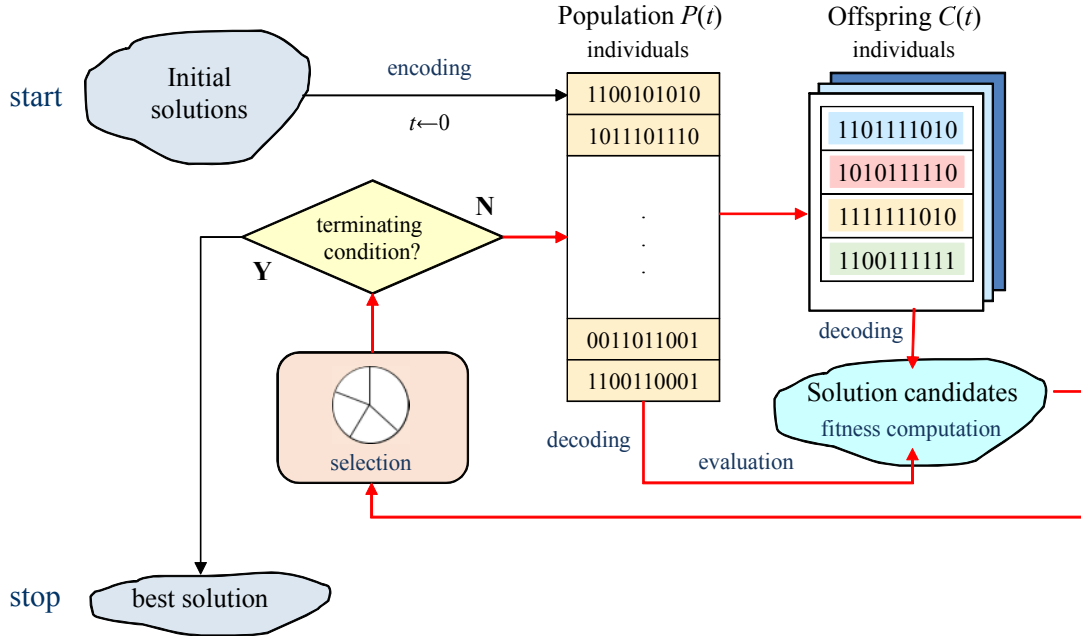 Population P(t)
individuals
Offspring C(t)
individuals
start
Initial
solutions
encoding
t←0
1100101010
1011101110
.
.
.
0011011001
1100110001
1101111010
1010111110
1111111010
1100111111
terminating
condition?
N
Y
decoding
Solution candidates
fitness computation
selection
decoding
evaluation
stop
best solution